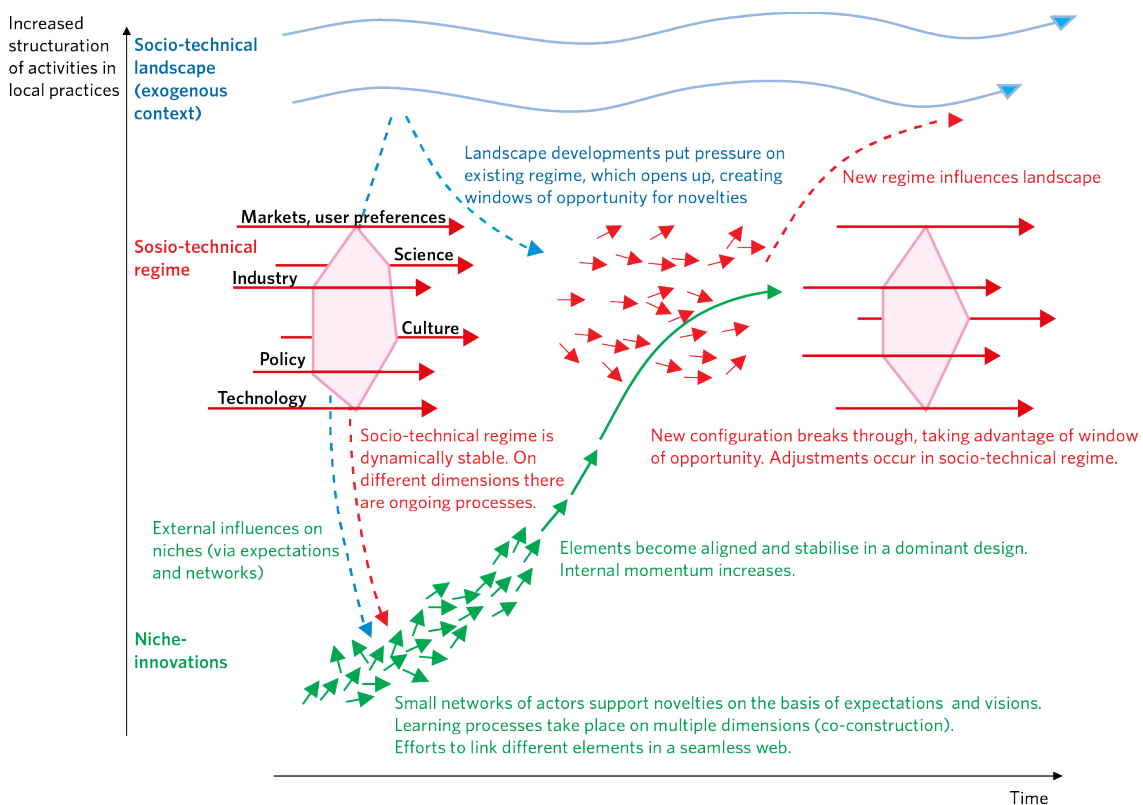 Increased
structuration
of activities in
local practices
Socio-technical
landscape
(exogenous
context)
Landscape developments put pressure on
existing regime, which opens up, creating
windows of opportunity for novelties
New regime influences landscape
Markets, user preferences
Sosio-technical
regime
Science
Industry
Culture
Policy
Technology
Socio-technical regime is
dynamically stable. On
different dimensions there
are ongoing processes.
New configuration breaks through, taking advantage of window
of opportunity. Adjustments occur in socio-technical regime.
External influences on
niches (via expectations
and networks)
Elements become aligned and stabilise in a dominant design.
Internal momentum increases.
Niche-
innovations
Small networks of actors support novelties on the basis of expectations and visions.
Learning processes take place on multiple dimensions (co-construction).
Efforts to link different elements in a seamless web.
Time